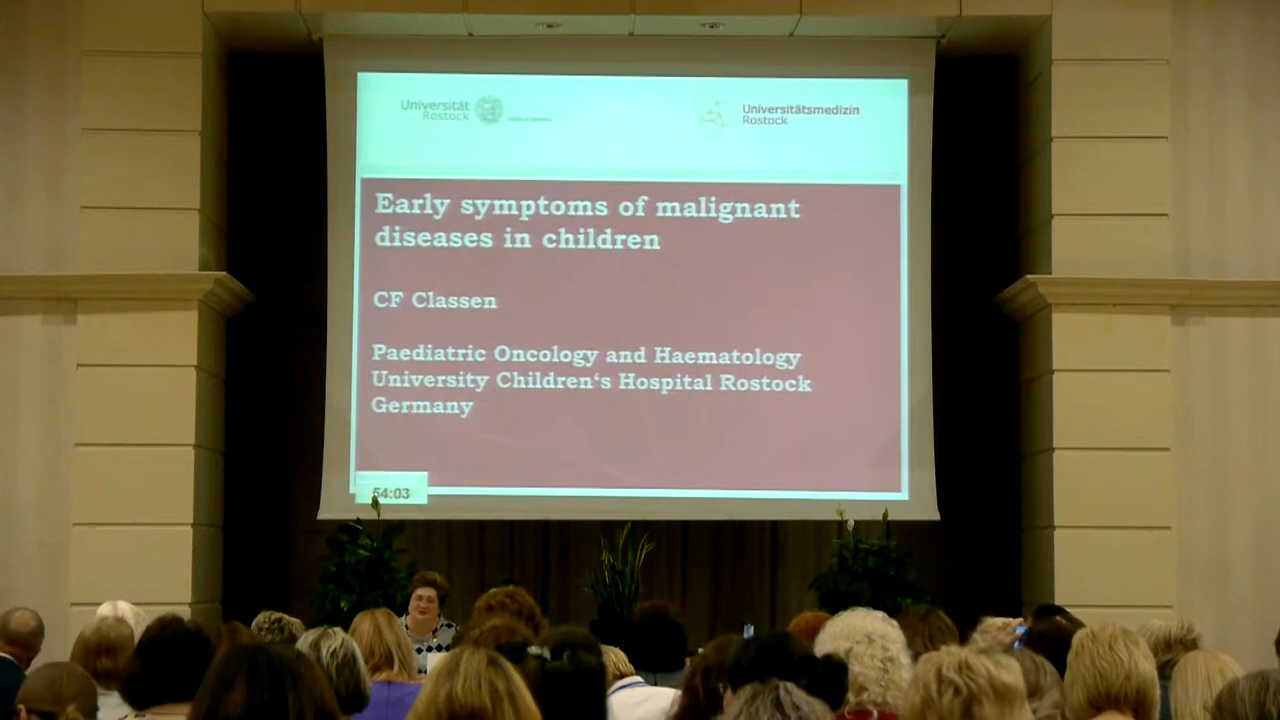 Universität
Rostock
Universitätsmedizin
Rostock
Early symptoms of malignant
diseases in children
CF Classen
Paediatric Oncology and Haematology
University Children‘s Hospital Rostock
Germany
54:03